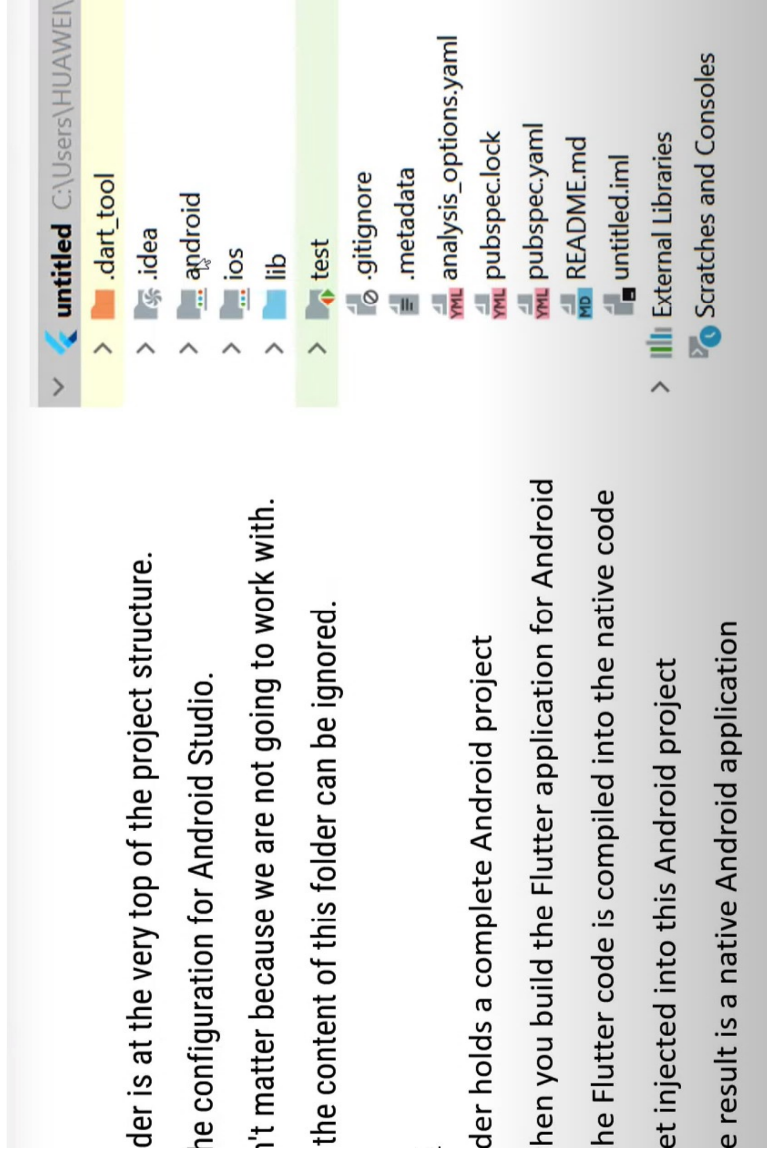 der is at the very top of the project structure.
he configuration for Android Studio.
't matter because we are not going to work with.
the content of this folder can be ignored.
der holds a complete Android project
hen you build the Flutter application for Android
he Flutter code is compiled into the native code
et injected into this Android project
e result is a native Android application
untitled C:\Users\HUAWEI\
.dart_tool
.idea
android
ios
lib
test
.gitignore
.metadata
YML analysis_options.yaml
YML pubspec.lock
YML pubspec.yaml
MD README.md
untitled.iml
External Libraries
Scratches and Consoles